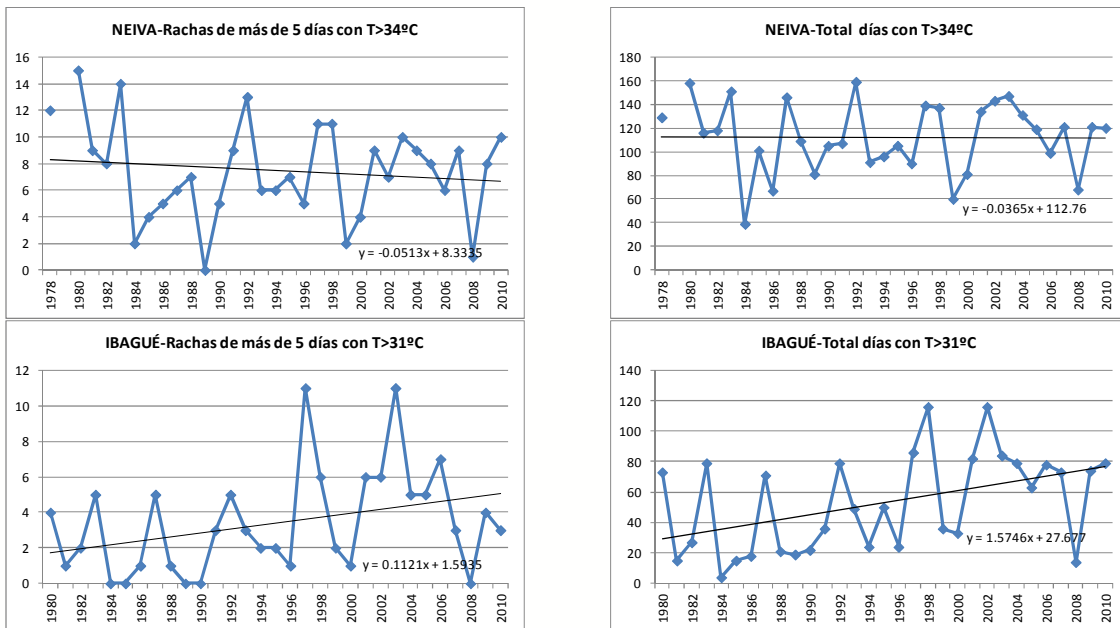 NEIVA-Rachas de más de 5 días con T>34ºC
16
14
12
10
8
6
4
2
0
y = -0.0513x + 8.3335
1978 1980 1982 1984 1986 1988 1990 1992 1994 1996 1998 2000 2002 2004 2006 2008 2010
NEIVA-Total días con T>34ºC
180
160
140
120
100
80
60
40
20
0
y = -0.0365x + 112.76
1978 1980 1982 1984 1986 1988 1990 1992 1994 1996 1998 2000 2002 2004 2006 2008 2010
IBAGUÉ-Rachas de más de 5 días con T>31ºC
12
10
8
6
4
2
0
y = 0.1121x + 1.5935
1980 1982 1984 1986 1988 1990 1992 1994 1996 1998 2000 2002 2004 2006 2008 2010
IBAGUÉ-Total días con T>31ºC
140
120
100
80
60
40
20
0
y = 1.5746x + 27.677
1980 1982 1984 1986 1988 1990 1992 1994 1996 1998 2000 2002 2004 2006 2008 2010